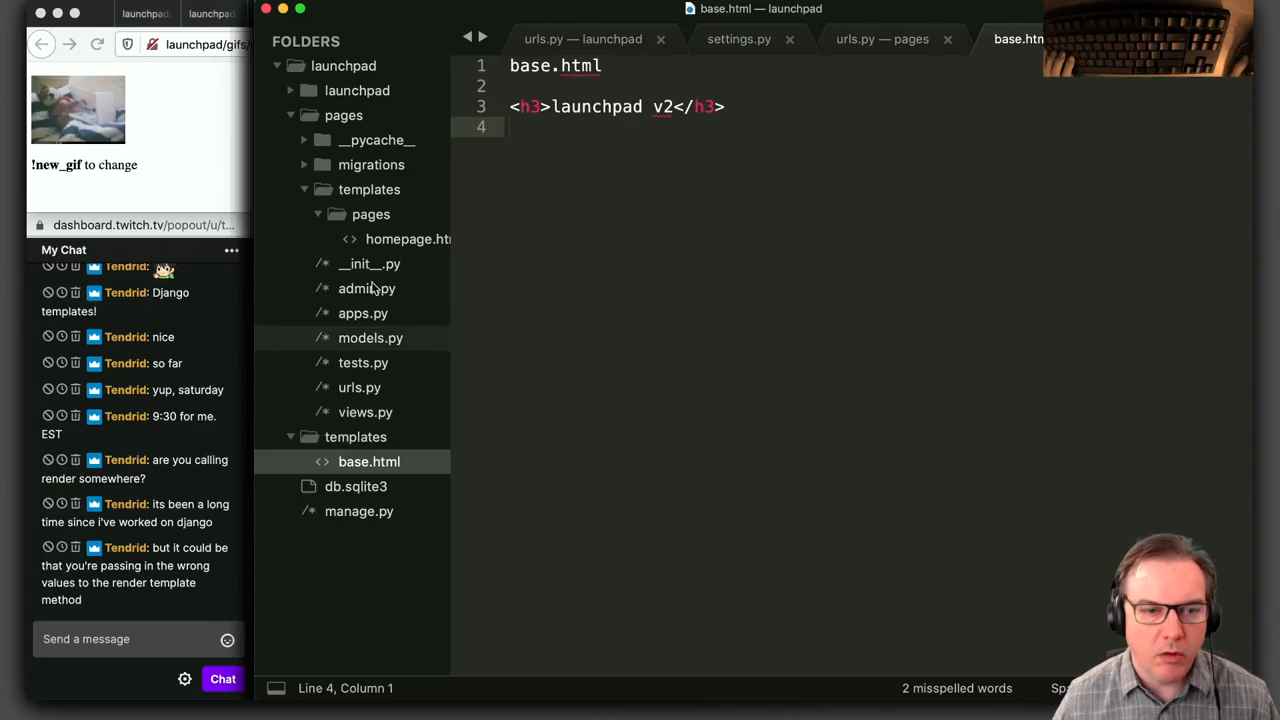 launchpad
launchpad
launchpad/gifs/
!new_gif to change
dashboard.twitch.tv/popout/u/t...
My Chat
Tendrid:
Tendrid: Django
templates!
Tendrid: nice
Tendrid: so far
Tendrid: yup, saturday
Tendrid: 9:30 for me.
EST
Tendrid: are you calling
render somewhere?
Tendrid: its been a long
time since i've worked on django
Tendrid: but it could be
that you're passing in the wrong
values to the render template
method
Send a message
Chat
base.html — launchpad
FOLDERS
launchpad
launchpad
pages
__pycache__
migrations
templates
pages
homepage.htm
__init__.py
admin.py
apps.py
models.py
tests.py
urls.py
views.py
templates
base.html
db.sqlite3
manage.py
urls.py — launchpad
settings.py
urls.py — pages
base.htm
1 base.html
2
3 <h3>launchpad v2</h3>
4
Line 4, Column 1
2 misspelled words
Spa